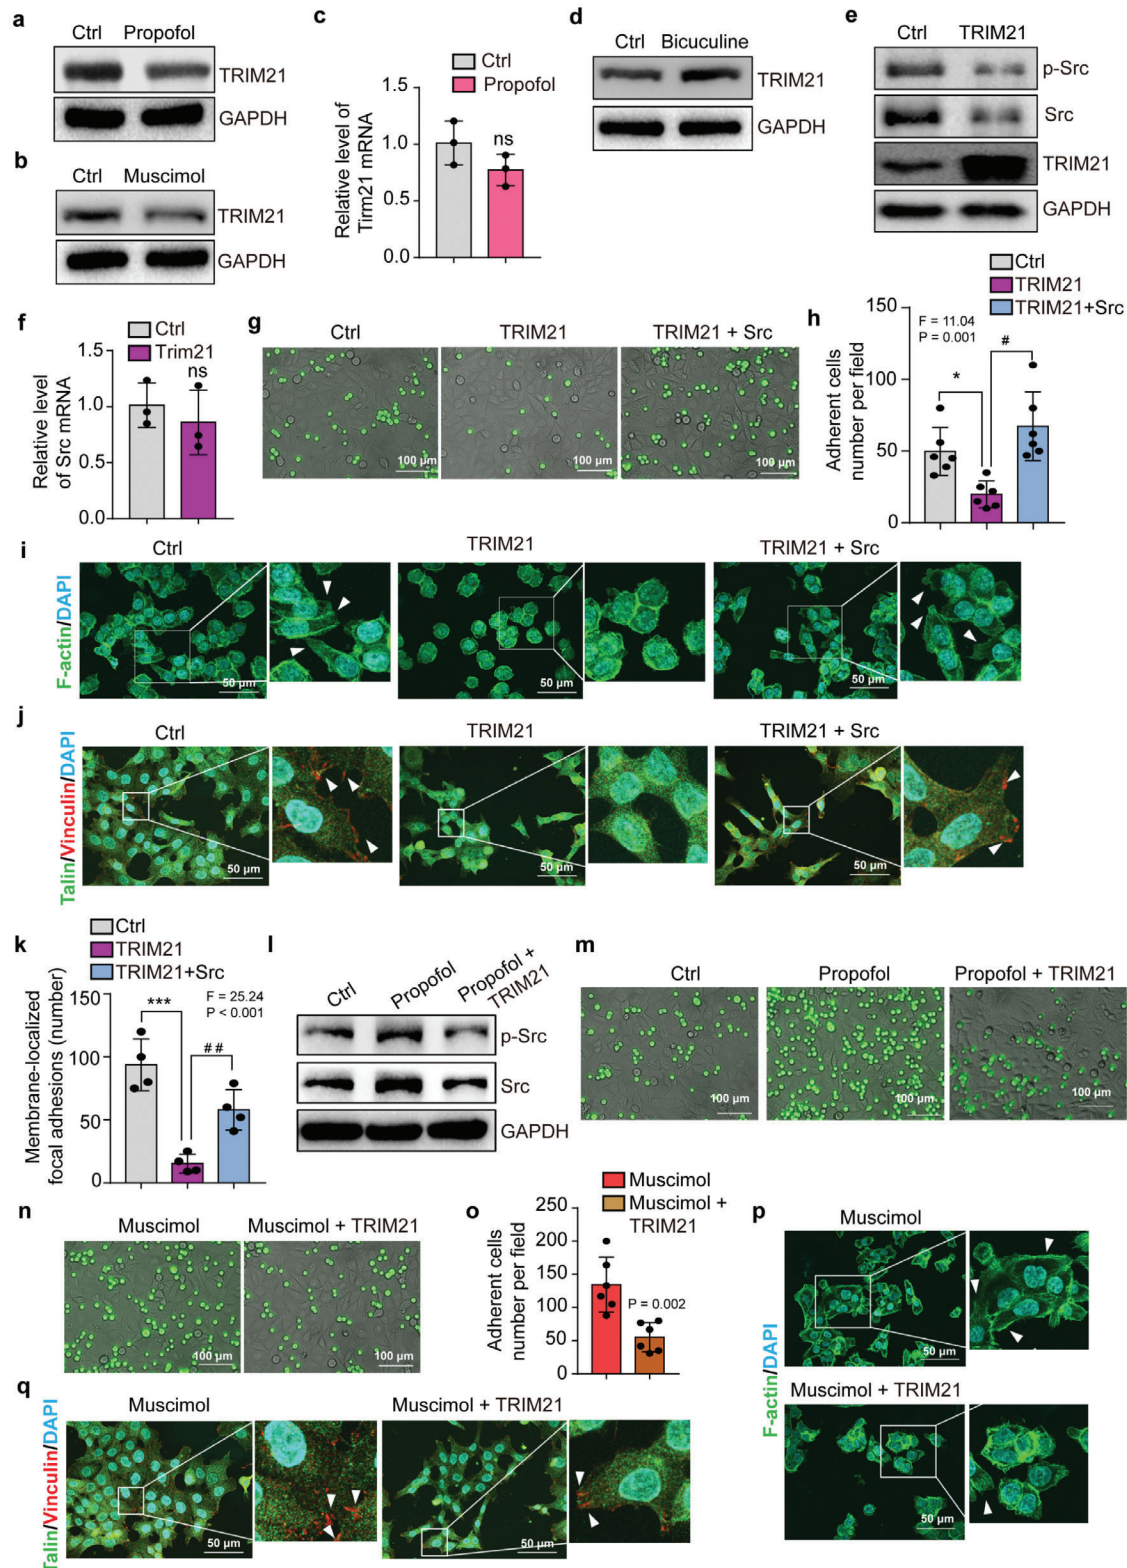 a
Ctrl Propofol
TRIM21
GAPDH
b
Ctrl Muscimol
TRIM21
GAPDH
c
Ctrl
Propofol
Relative level of
Tirm21 mRNA
1.5
1.0
0.5
0.0
ns
d
Ctrl Bicuculine
TRIM21
GAPDH
e
Ctrl TRIM21
p-Src
Src
TRIM21
GAPDH
f
Ctrl
Trim21
Relative level
of Src mRNA
1.5
1.0
0.5
0.0
ns
g
Ctrl
TRIM21
TRIM21 + Src
100 µm
100 µm
100 µm
h
Ctrl
TRIM21
TRIM21+Src
Adherent cells
number per field
150
100
50
0
F = 11.04
P = 0.001
*
#
i
Ctrl
TRIM21
TRIM21 + Src
F-actin/DAPI
50 µm
50 µm
50 µm
j
Ctrl
TRIM21
TRIM21 + Src
Talin/Vinculin/DAPI
50 µm
50 µm
50 µm
k
Ctrl
TRIM21
TRIM21+Src
Membrane-localized
focal adhesions (number)
150
100
50
0
***
##
F = 25.24
P < 0.001
l
Ctrl
Propofol
Propofol +
TRIM21
p-Src
Src
GAPDH
m
Ctrl
Propofol
Propofol + TRIM21
100 µm
100 µm
100 µm
n
Muscimol
Muscimol + TRIM21
100 µm
100 µm
o
Muscimol
Muscimol +
TRIM21
Adherent cells
number per field
250
200
150
100
50
0
P = 0.002
p
Muscimol
50 µm
Muscimol + TRIM21
50 µm
F-actin/DAPI
q
Muscimol
Muscimol + TRIM21
Talin/Vinculin/DAPI
50 µm
50 µm